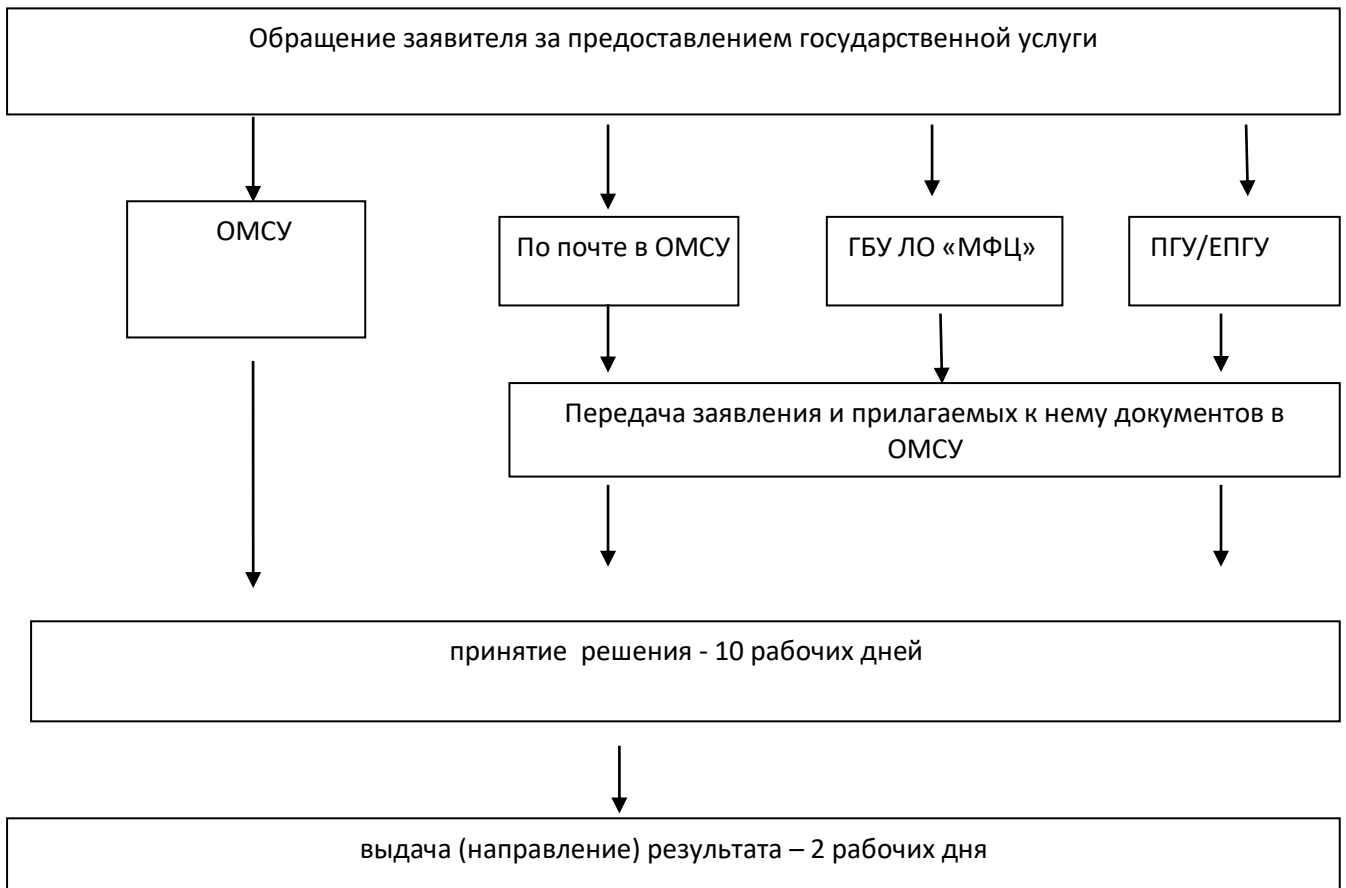 Обращение заявителя за предоставлением государственной услуги
ОМСУ
По почте в ОМСУ
ГБУ ЛО «МФЦ»
ПГУ/ЕПГУ
Передача заявления и прилагаемых к нему документов в
ОМСУ
принятие  решения - 10 рабочих дней
выдача (направление) результата – 2 рабочих дня